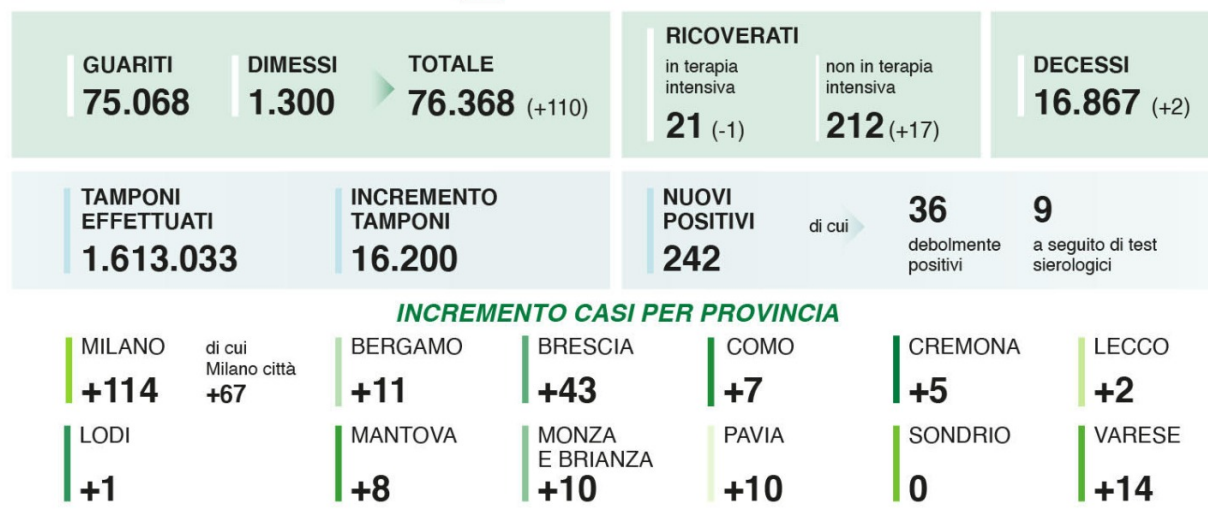 GUARITI
75.068
DIMESSI
1.300
TOTALE
76.368 (+110)
RICOVERATI
in terapia
intensiva
21 (-1)
non in terapia
intensiva
212 (+17)
DECESSI
16.867 (+2)
TAMPONI
EFFETTUATI
1.613.033
INCREMENTO
TAMPONI
16.200
NUOVI
POSITIVI
242
di cui
36
debolmente
positivi
9
a seguito di test
sierologici
INCREMENTO CASI PER PROVINCIA
MILANO
+114
di cui
Milano città
+67
BERGAMO
+11
BRESCIA
+43
COMO
+7
CREMONA
+5
LECCO
+2
LODI
+1
MANTOVA
+8
MONZA
E BRIANZA
+10
PAVIA
+10
SONDRIO
0
VARESE
+14